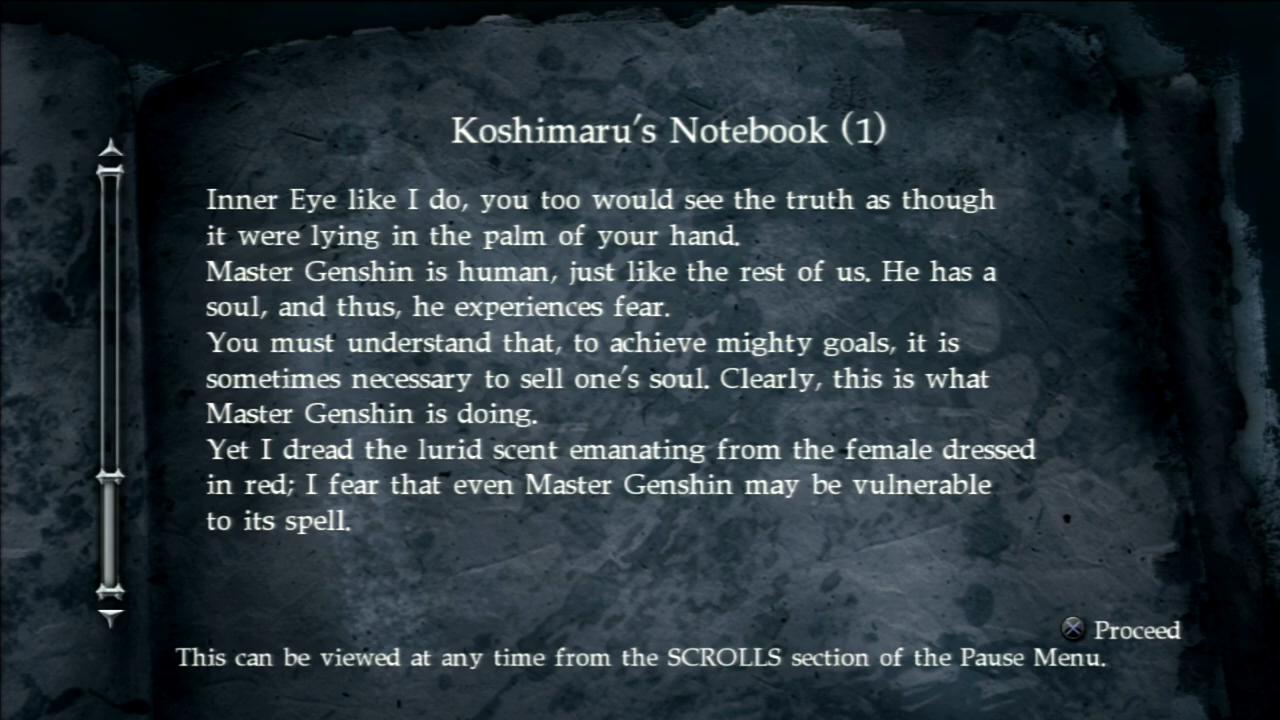 Koshimaru's Notebook (1)
Inner Eye like I do, you too would see the truth as though
it were lying in the palm of your hand.
Master Genshin is human, just like the rest of us. He has a
soul, and thus, he experiences fear.
You must understand that, to achieve mighty goals, it is
sometimes necessary to sell one's soul. Clearly, this is what
Master Genshin is doing.
Yet I dread the lurid scent emanating from the female dressed
in red; I fear that even Master Genshin may be vulnerable
to its spell.
Proceed
This can be viewed at any time from the SCROLLS section of the Pause Menu.